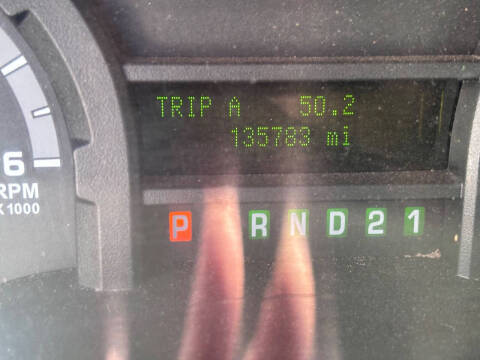 TRIP A 50.2
135783 mi
6
RPM
X1000
P R N D 2 1